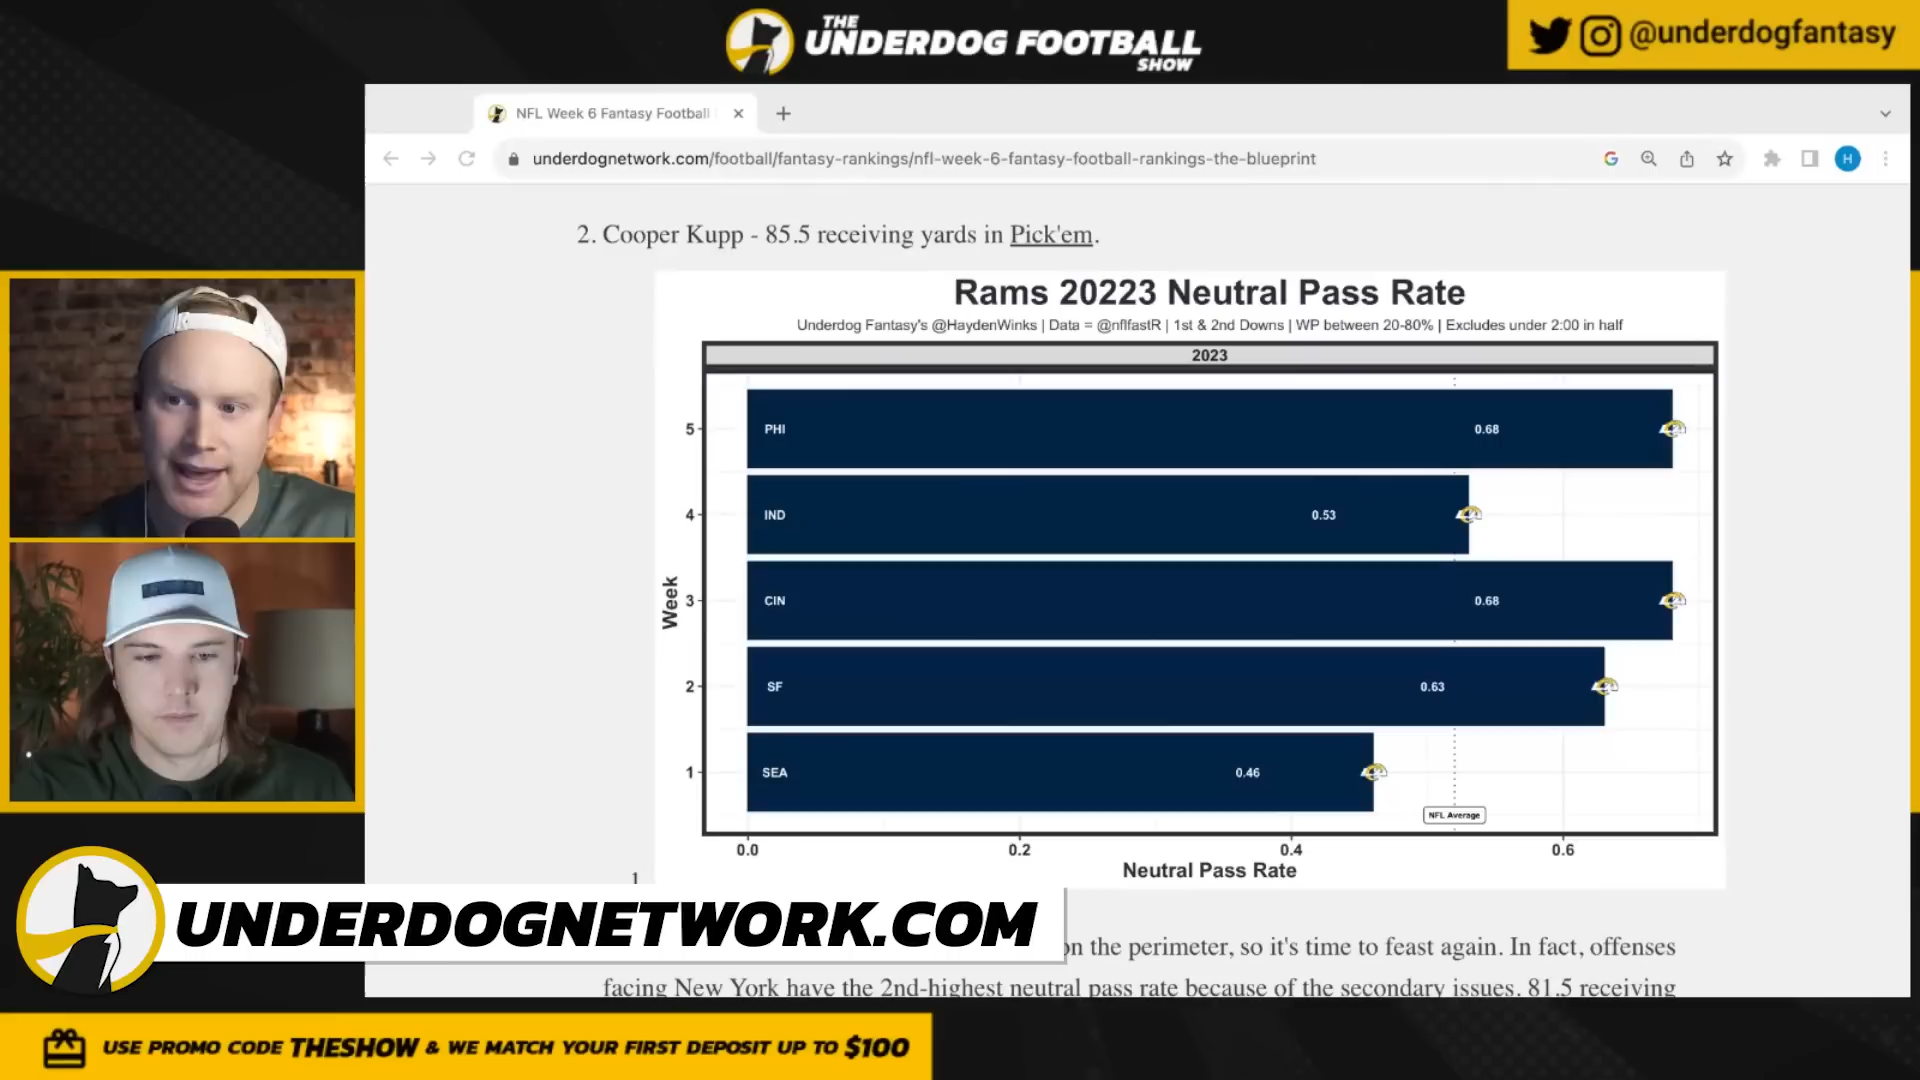 THE
UNDERDOG FOOTBALL
SHOW
@underdogfantasy
NFL Week 6 Fantasy Football
underdognetwork.com/football/fantasy-rankings/nfl-week-6-fantasy-football-rankings-the-blueprint
H
2. Cooper Kupp - 85.5 receiving yards in Pick'em.
Rams 20223 Neutral Pass Rate
Underdog Fantasy's @HaydenWinks | Data = @nflfastR | 1st & 2nd Downs | WP between 20-80% | Excludes under 2:00 in half
2023
5 PHI 0.68
4 IND 0.53
3 CIN 0.68
2 SF 0.63
1 SEA 0.46
Week
NFL Average
0.0 0.2 0.4 0.6
Neutral Pass Rate
1
UNDERDOGNETWORK.COM
on the perimeter, so it's time to feast again. In fact, offenses
facing New York have the 2nd-highest neutral pass rate because of the secondary issues. 81.5 receiving
USE PROMO CODE THESHOW & WE MATCH YOUR FIRST DEPOSIT UP TO $100